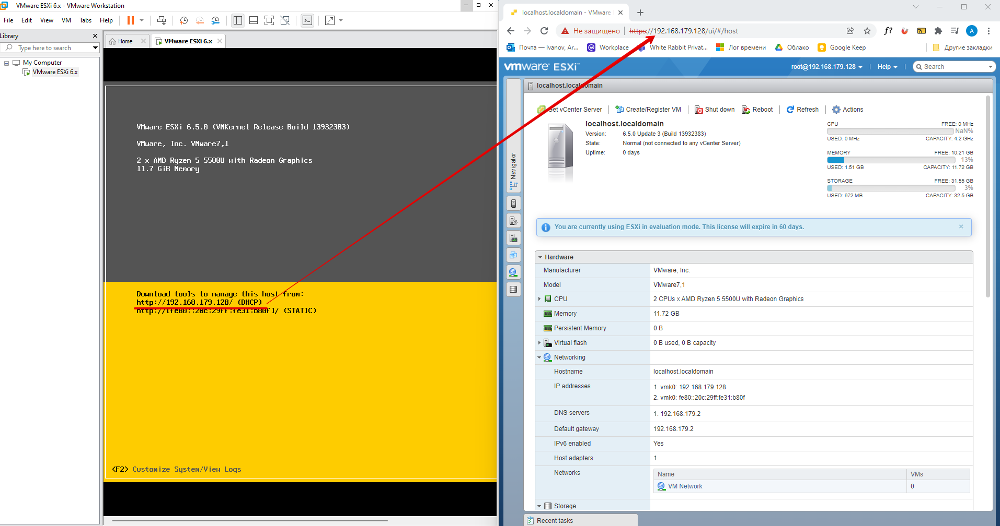 VMware ESXi 6.x - VMware Workstation
File Edit View VM Tabs Help
Library
Type here to search
My Computer
VMware ESXi 6.x
Home
VMware ESXi 6.x
VMware ESXi 6.5.0 (VMKernel Release Build 13932383)
VMware, Inc. VMware7,1
2 x AMD Ryzen 5 5500U with Radeon Graphics
11.7 GiB Memory
Download tools to manage this host from:
http://192.168.179.128/ (DHCP)
http://[fe80::20c:29ff:fe31:b80f]/ (STATIC)
<F2> Customize System/View Logs
localhost.localdomain - VMware
Не защищено https://192.168.179.128/ui/#/host
f?
A
Почта — Ivanov, Ar... Workplace White Rabbit Privat... Лог времени Облако Google Keep Другие закладки
vmware ESXi™
root@192.168.179.128 Help Search
localhost.localdomain
Navigator
Get vCenter Server Create/Register VM Shut down Reboot Refresh Actions
localhost.localdomain
Version: 6.5.0 Update 3 (Build 13932383)
State: Normal (not connected to any vCenter Server)
Uptime: 0 days
CPU FREE: 0 MHz
NaN%
USED: 0 MHz CAPACITY: 4.2 GHz
MEMORY FREE: 10.21 GB
13%
USED: 1.51 GB CAPACITY: 11.72 GB
STORAGE FREE: 31.55 GB
3%
USED: 972 MB CAPACITY: 32.5 GB
You are currently using ESXi in evaluation mode. This license will expire in 60 days.
Hardware
Manufacturer VMware, Inc.
Model VMware7,1
CPU 2 CPUs x AMD Ryzen 5 5500U with Radeon Graphics
Memory 11.72 GB
Persistent Memory 0 B
Virtual flash 0 B used, 0 B capacity
Networking
Hostname localhost.localdomain
IP addresses 1. vmk0: 192.168.179.128
2. vmk0: fe80::20c:29ff:fe31:b80f
DNS servers 1. 192.168.179.2
Default gateway 192.168.179.2
IPv6 enabled Yes
Host adapters 1
Networks Name VMs
VM Network 0
Storage
Recent tasks